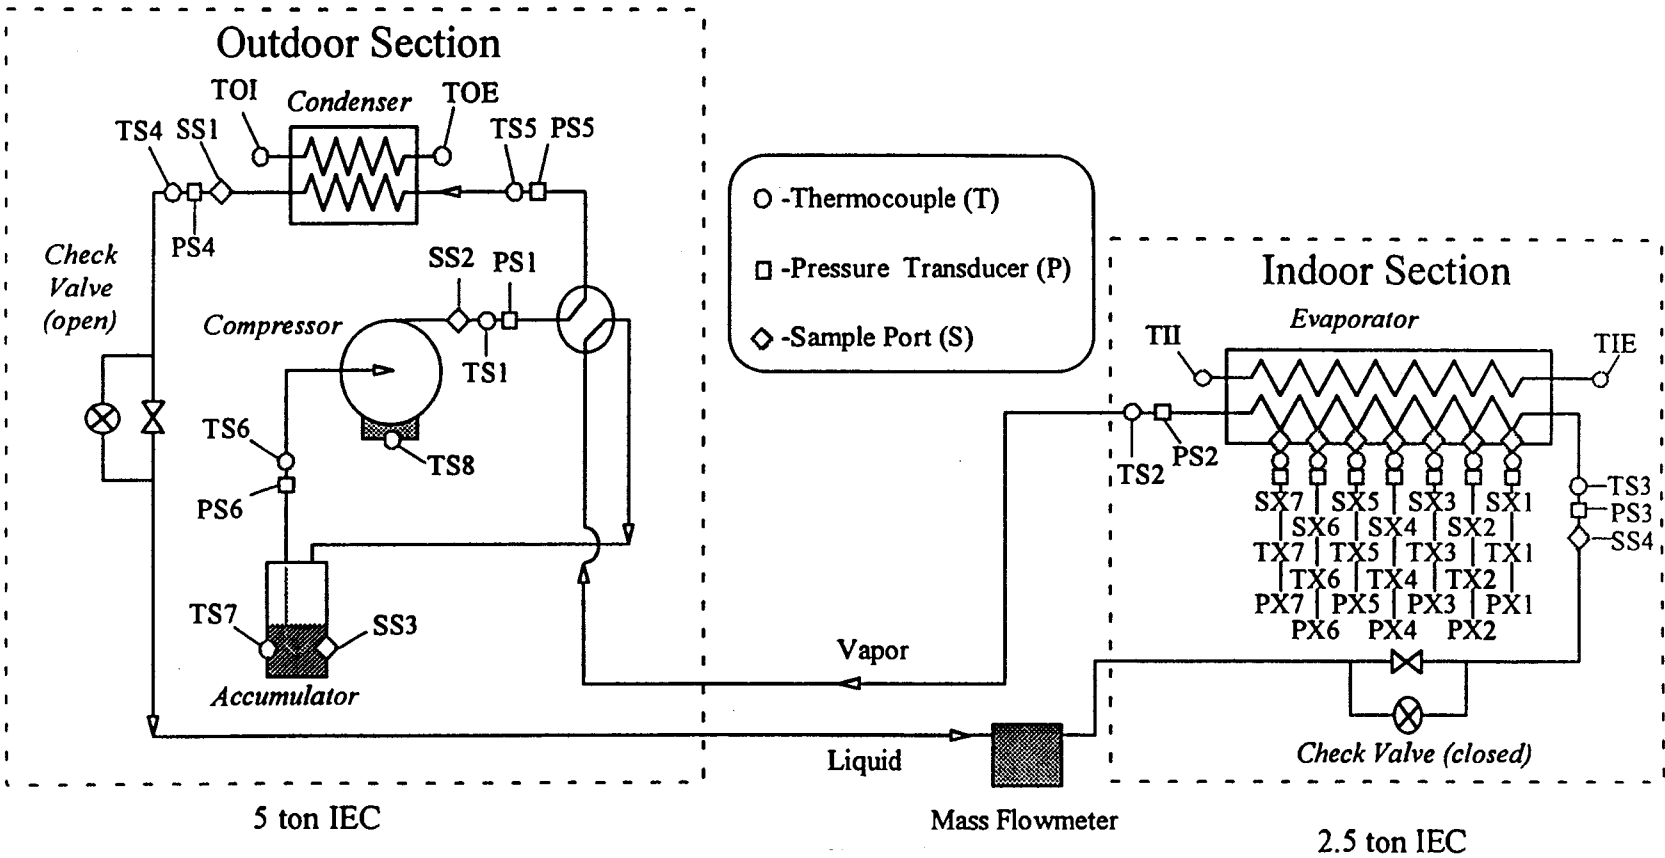 Outdoor Section
TOI
Condenser
TOE
TS4 SS1
TS5 PS5
PS4
Check
Valve
(open)
SS2 PS1
Compressor
TS1
TS6
TS8
PS6
TS7
SS3
Accumulator
5 ton IEC
-Thermocouple (T)
-Pressure Transducer (P)
-Sample Port (S)
Vapor
Liquid
Mass Flowmeter
Indoor Section
Evaporator
TII
TIE
TS2
PS2
TS3
PS3
SS4
SX7 SX5 SX3 SX1
SX6 SX4 SX2
TX7 TX5 TX3 TX1
TX6 TX4 TX2
PX7 PX5 PX3 PX1
PX6 PX4 PX2
Check Valve (closed)
2.5 ton IEC